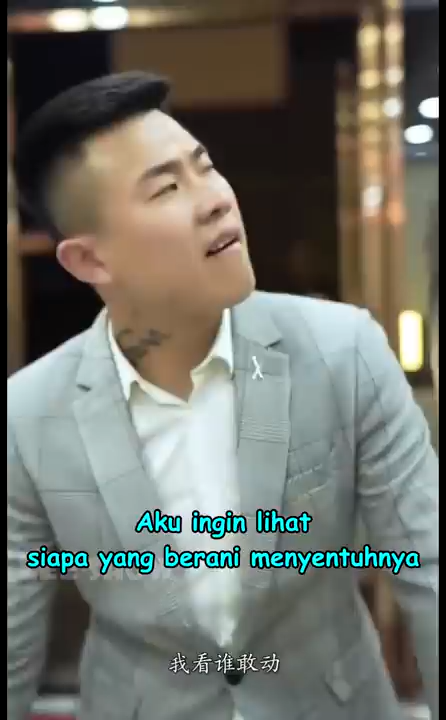 Aku ingin lihat
siapa yang berani menyentuhnya
我看谁敢动